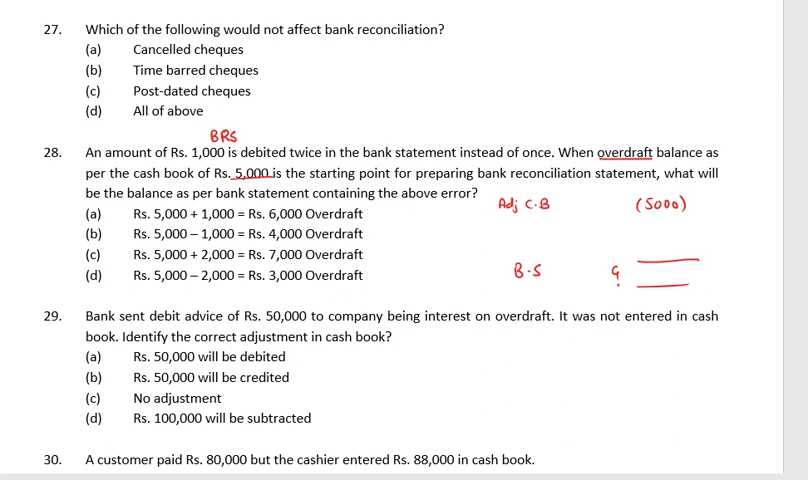 27. Which of the following would not affect bank reconciliation?
(a) Cancelled cheques
(b) Time barred cheques
(c) Post-dated cheques
(d) All of above
BRS
28. An amount of Rs. 1,000 is debited twice in the bank statement instead of once. When overdraft balance as
per the cash book of Rs. 5,000 is the starting point for preparing bank reconciliation statement, what will
be the balance as per bank statement containing the above error?
Adj C.B (5000)
(a) Rs. 5,000 + 1,000 = Rs. 6,000 Overdraft
(b) Rs. 5,000 – 1,000 = Rs. 4,000 Overdraft
(c) Rs. 5,000 + 2,000 = Rs. 7,000 Overdraft
(d) Rs. 5,000 – 2,000 = Rs. 3,000 Overdraft
B.S ?
29. Bank sent debit advice of Rs. 50,000 to company being interest on overdraft. It was not entered in cash
book. Identify the correct adjustment in cash book?
(a) Rs. 50,000 will be debited
(b) Rs. 50,000 will be credited
(c) No adjustment
(d) Rs. 100,000 will be subtracted
30. A customer paid Rs. 80,000 but the cashier entered Rs. 88,000 in cash book.